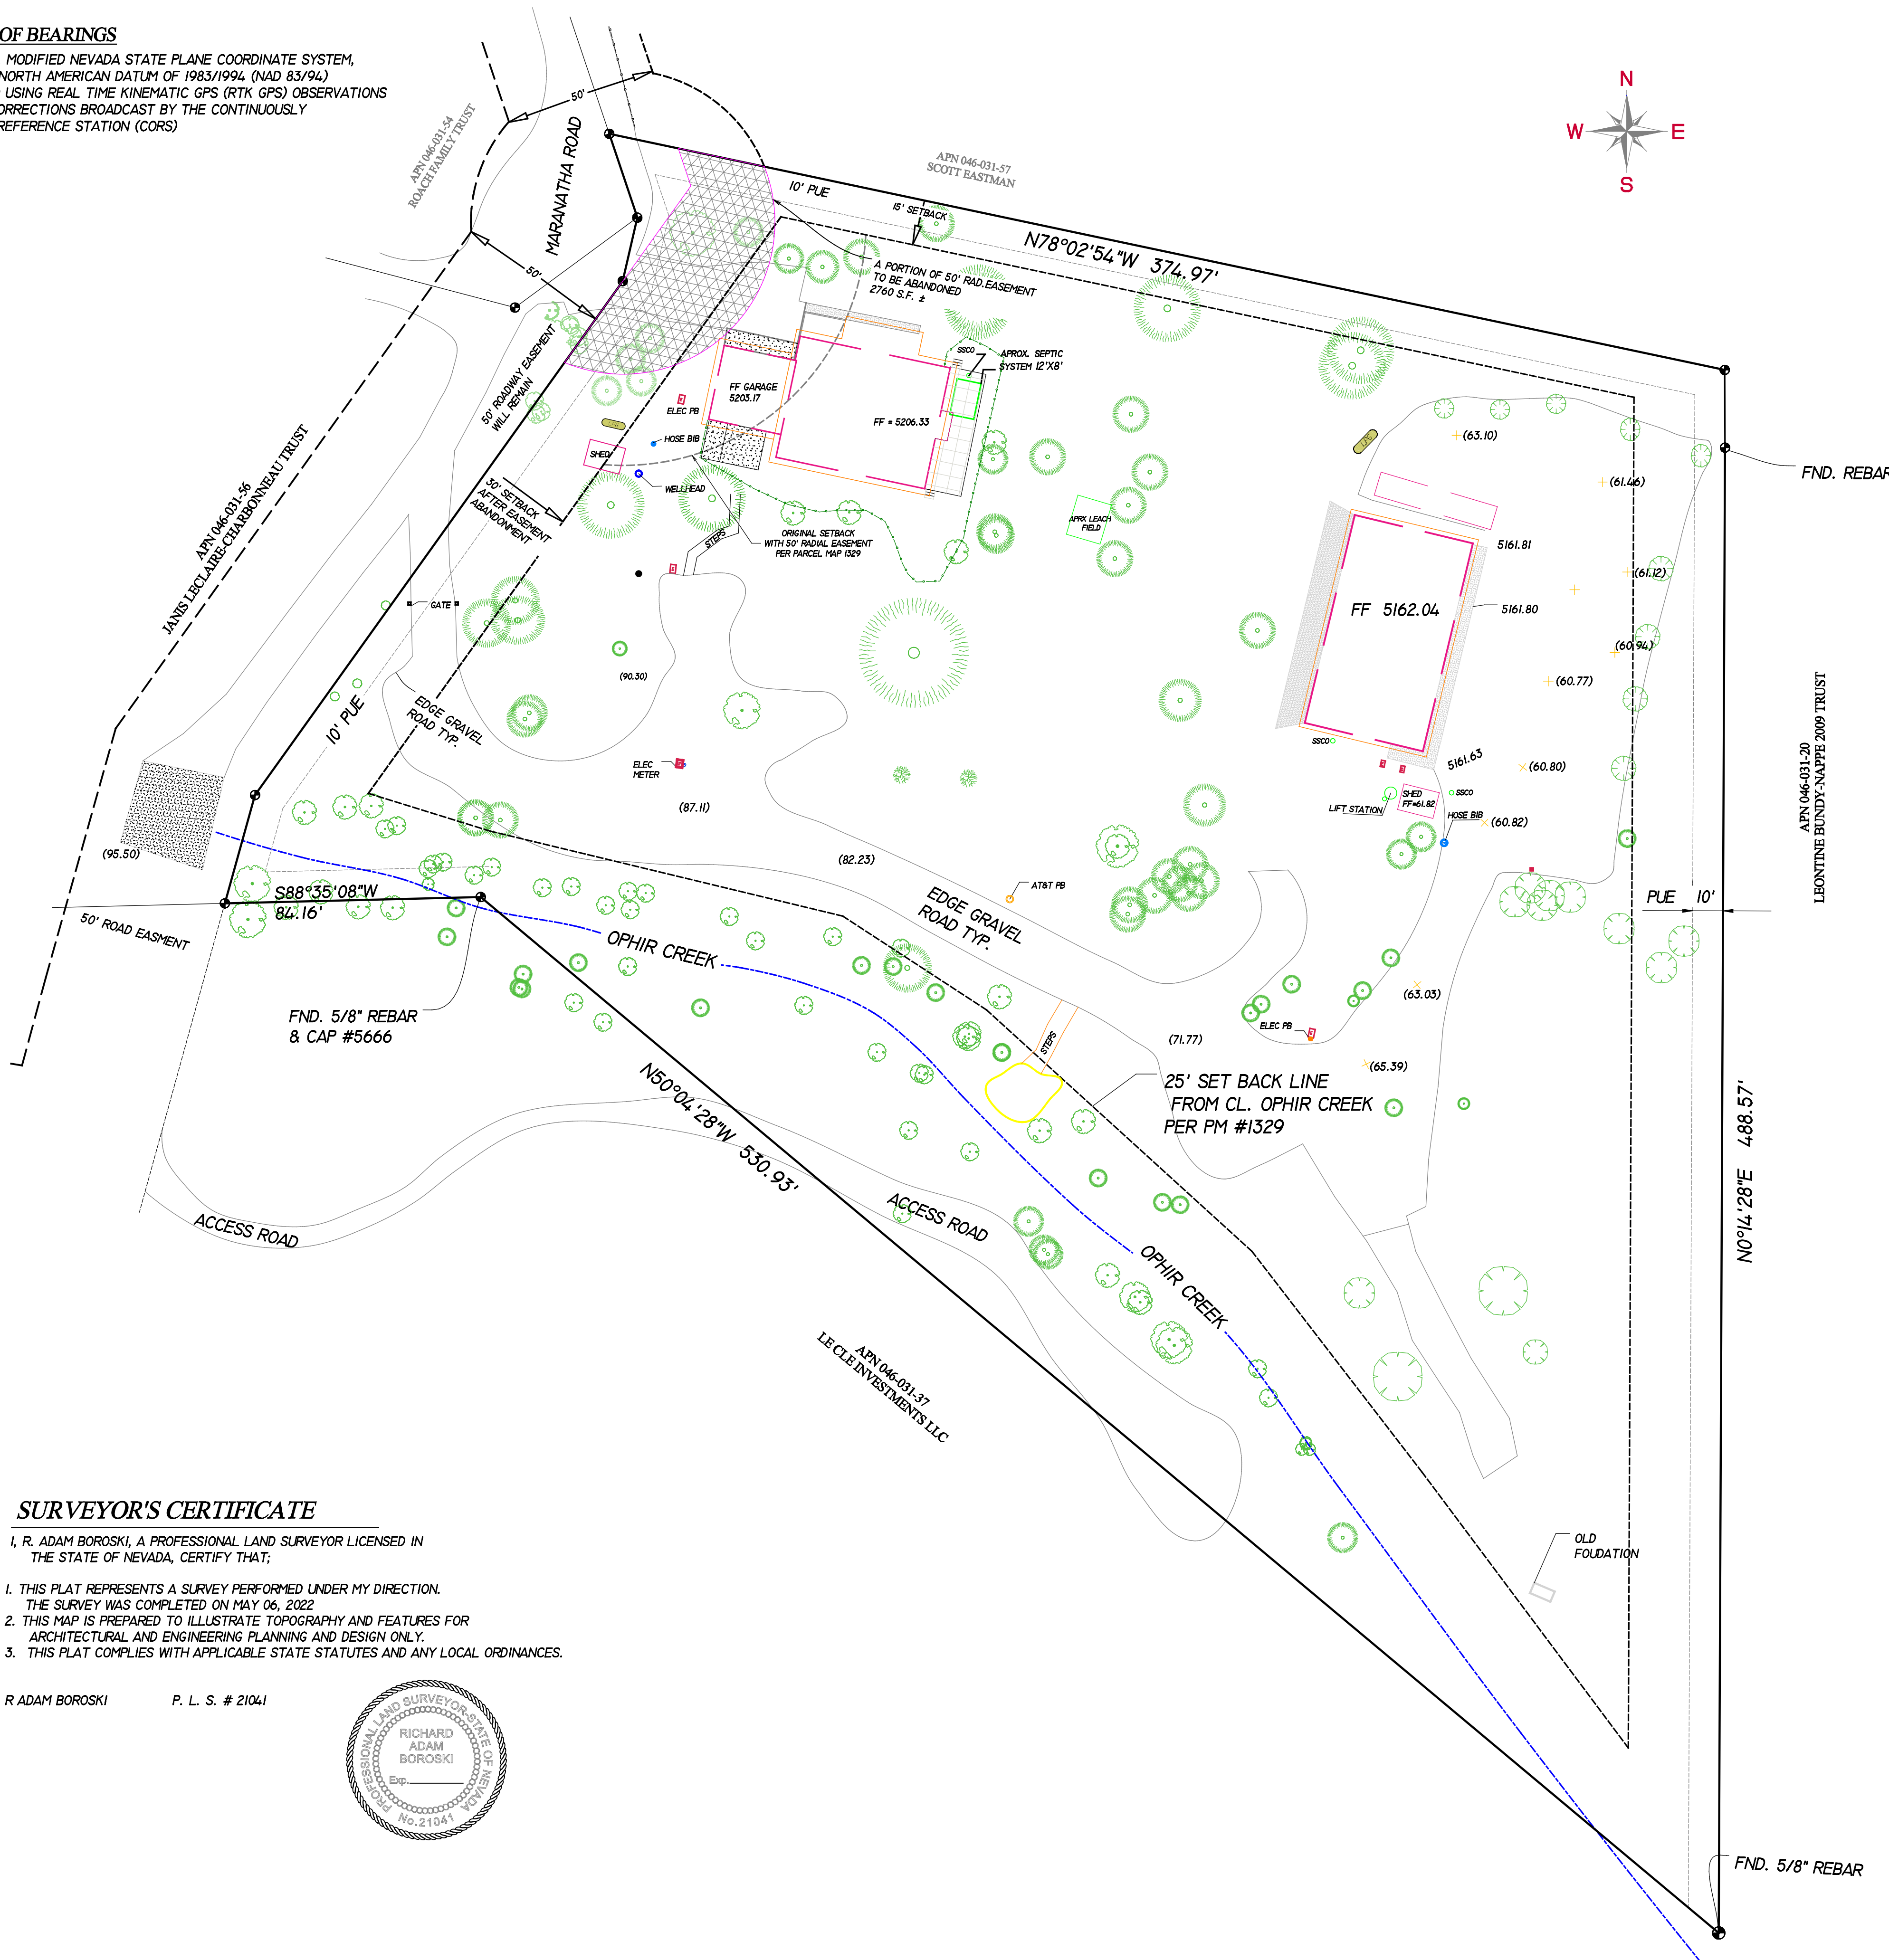 OF BEARINGS
MODIFIED NEVADA STATE PLANE COORDINATE SYSTEM,
NORTH AMERICAN DATUM OF 1983/1994 (NAD 83/94)
USING REAL TIME KINEMATIC GPS (RTK GPS) OBSERVATIONS
ORRECTIONS BROADCAST BY THE CONTINUOUSLY
REFERENCE STATION (CORS)
N
W
E
S
50'
MARANATHA ROAD
APN 046-031-54
ROACH FAMILY TRUST
50'
APN 046-031-57
SCOTT EASTMAN
10' PUE
15' SETBACK
N78°02'54"W 374.97'
A PORTION OF 50' RAD.EASEMENT
TO BE ABANDONED
2760 S.F. ±
50' ROADWAY EASEMENT
WILL REMAIN
SSCO
APROX. SEPTIC
SYSTEM 12'X8'
FF GARAGE
5203.17
FF = 5206.33
ELEC PB
HOSE BIB
SHED
WELLHEAD
30' SETBACK
AFTER EASEMENT
ABANDONMENT
STEPS
ORIGINAL SETBACK
WITH 50' RADIAL EASEMENT
PER PARCEL MAP 1329
APRX LEACH
FIELD
APN 046-031-56
JANIS LECLAIRE-CHARBONNEAU TRUST
GATE
(90.30)
10' PUE
EDGE GRAVEL
ROAD TYP.
ELEC
METER
(87.11)
(82.23)
(63.10)
FND. REBAR
(61.46)
5161.81
(61.12)
FF 5162.04
5161.80
(60.94)
(60.77)
SSCO
5161.63
(60.80)
LIFT STATION
SHED
FF=61.82
SSCO
HOSE BIB
(60.82)
APN 046-031-20
LEONTINE BUNDY-NAPPE 2009 TRUST
PUE 10'
(95.50)
S88°35'08"W
84.16'
50' ROAD EASMENT
AT&T PB
EDGE GRAVEL
ROAD TYP.
OPHIR CREEK
FND. 5/8" REBAR
& CAP #5666
(63.03)
ELEC PB
(71.77)
(65.39)
STEPS
25' SET BACK LINE
FROM CL. OPHIR CREEK
PER PM #1329
N50°04'28"W 530.93'
N0°14'28"E 488.57'
ACCESS ROAD
ACCESS ROAD
OPHIR CREEK
APN 046-031-37
LE CLE INVESTMENTS LLC
OLD
FOUDATION
FND. 5/8" REBAR
SURVEYOR'S CERTIFICATE
I, R. ADAM BOROSKI, A PROFESSIONAL LAND SURVEYOR LICENSED IN
THE STATE OF NEVADA, CERTIFY THAT;
1. THIS PLAT REPRESENTS A SURVEY PERFORMED UNDER MY DIRECTION.
THE SURVEY WAS COMPLETED ON MAY 06, 2022
2. THIS MAP IS PREPARED TO ILLUSTRATE TOPOGRAPHY AND FEATURES FOR
ARCHITECTURAL AND ENGINEERING PLANNING AND DESIGN ONLY.
3. THIS PLAT COMPLIES WITH APPLICABLE STATE STATUTES AND ANY LOCAL ORDINANCES.
R ADAM BOROSKI P. L. S. # 21041
PROFESSIONAL LAND SURVEYOR-STATE OF NEVADA
RICHARD
ADAM
BOROSKI
Exp.
No.21041